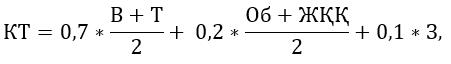 КТ = 0,7 * (В + Т)/2 + 0,2 * (Об + ЖҚҚ)/2 + 0,1 * З,